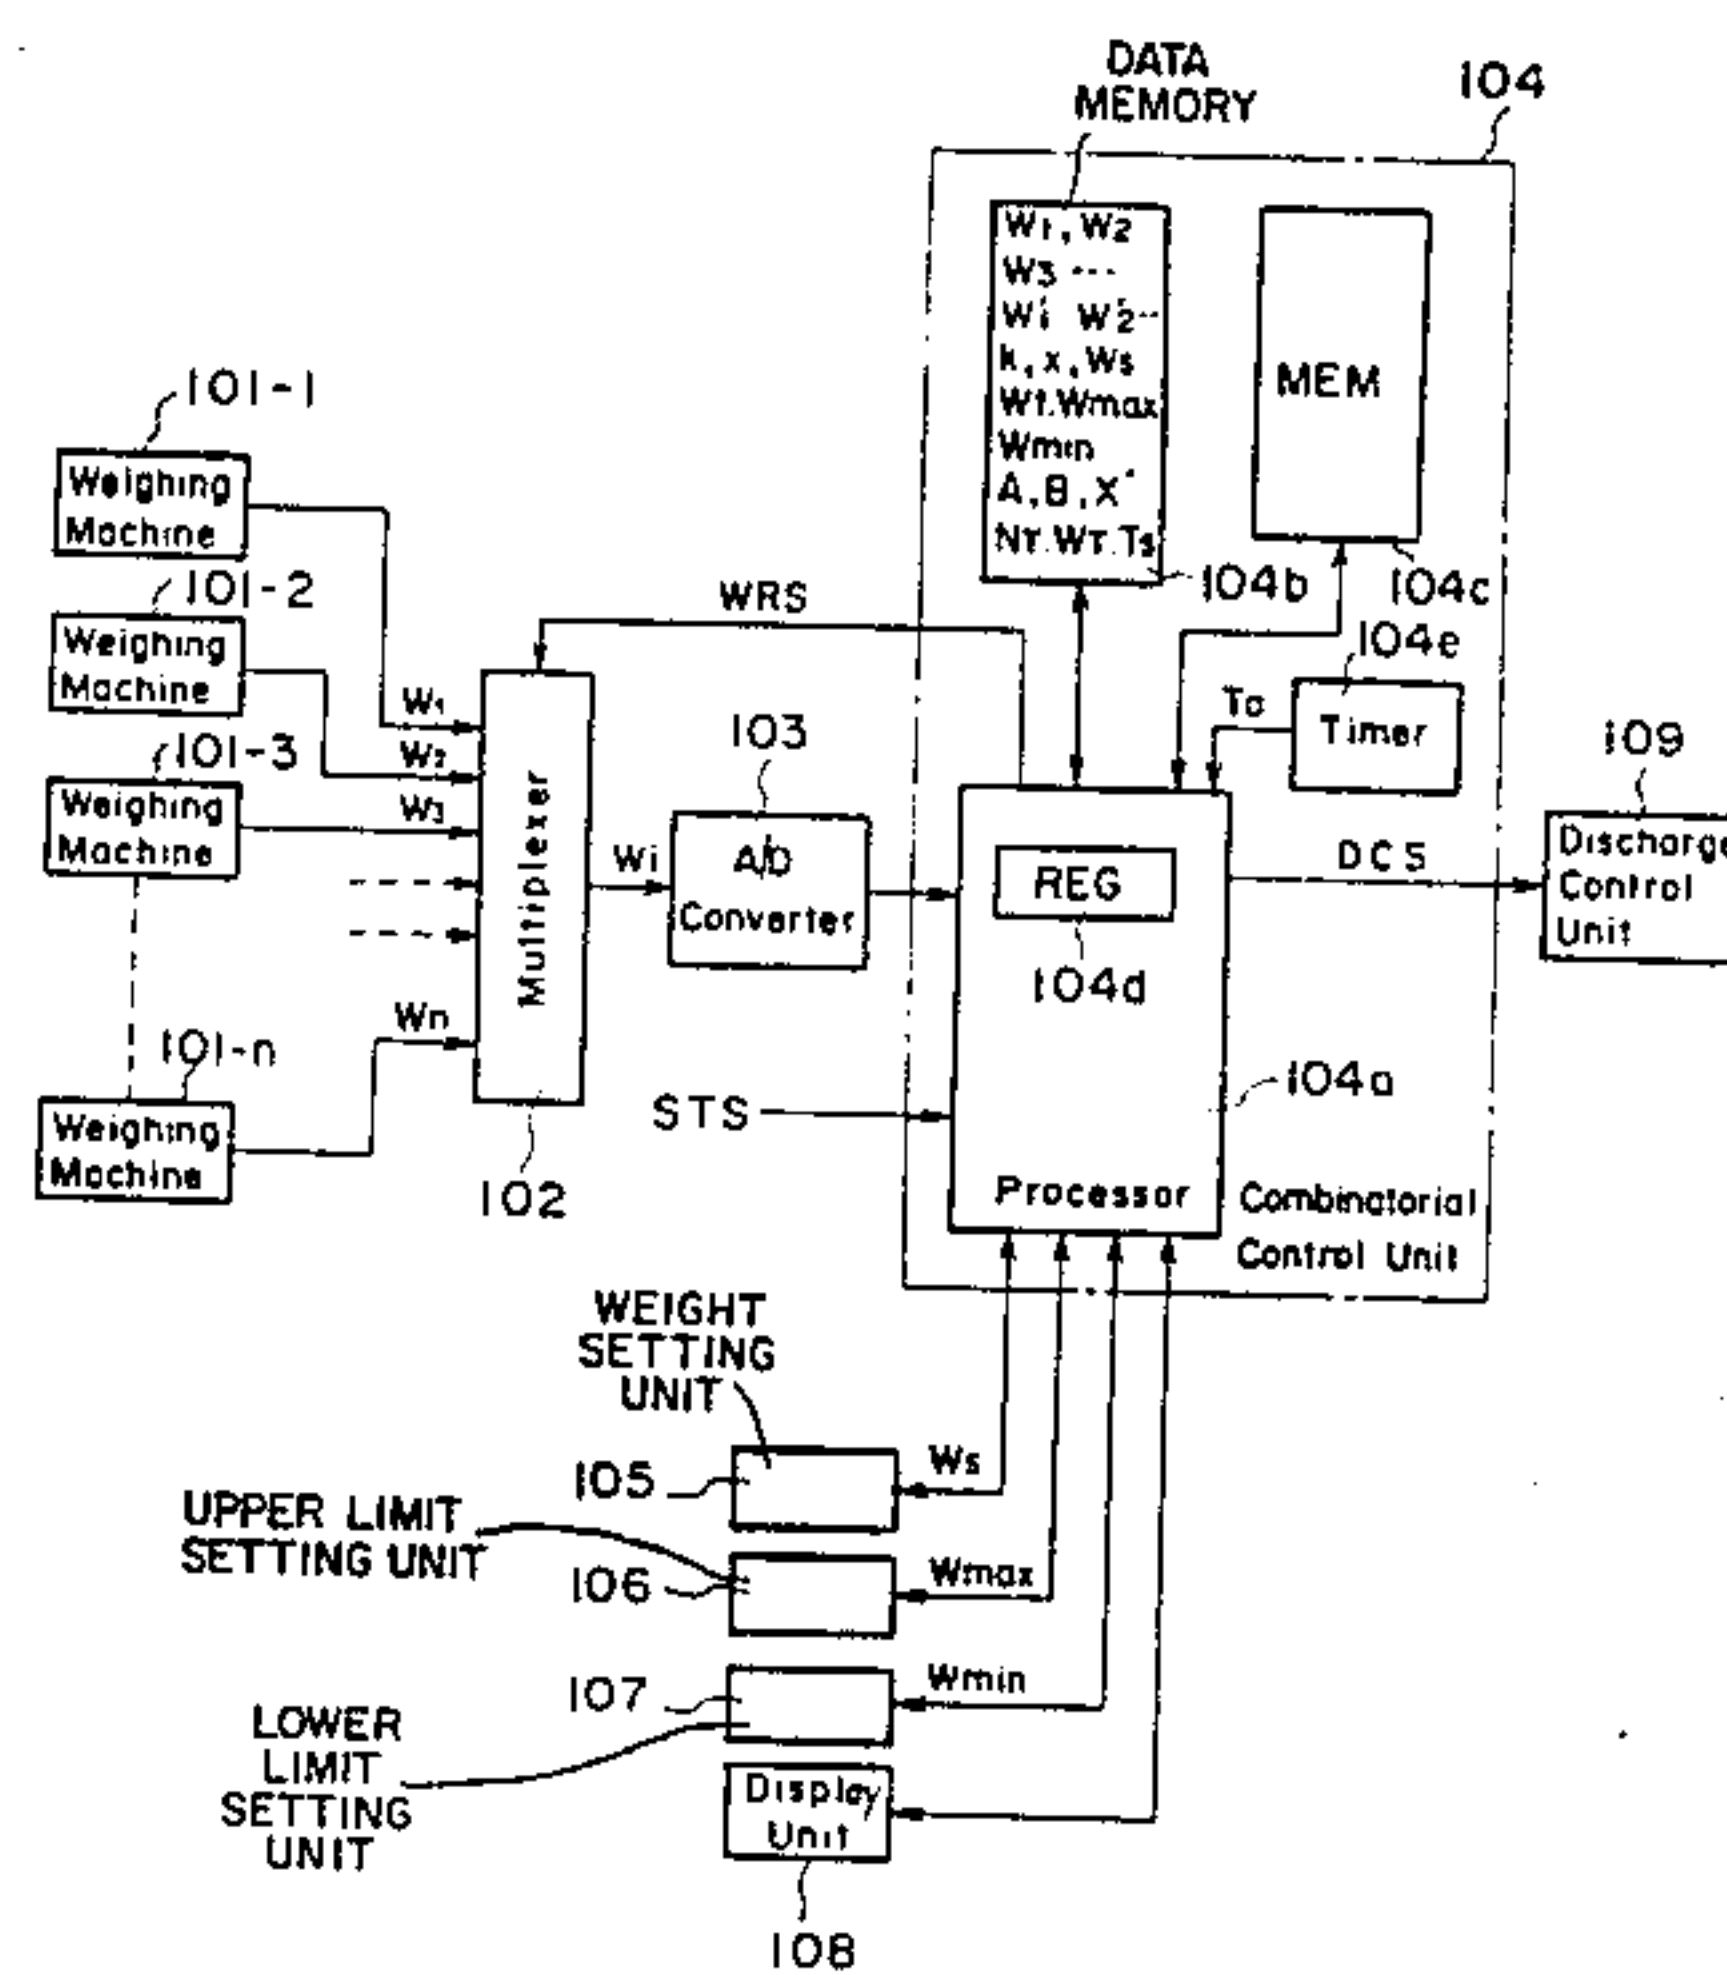 DATA
MEMORY
104
W1, W2
W3 ---
W1' W2'--
k, x, Ws
Wt.Wmax
Wmin
A, B, X'
NT.WT.Ts
104b
MEM
104c
101-1
Weighing
Machine
101-2
Weighing
Machine
101-3
Weighing
Machine
101-n
Weighing
Machine
W1
W2
W3
Wn
WRS
Multiplexer
102
Wi
103
A/D
Converter
104e
Timer
REG
104d
104a
STS
Processor
Combinatorial
Control Unit
DCS
109
Discharge
Control
Unit
WEIGHT
SETTING
UNIT
105
Ws
UPPER LIMIT
SETTING UNIT
106
Wmax
107
Wmin
LOWER
LIMIT
SETTING
UNIT
Display
Unit
108